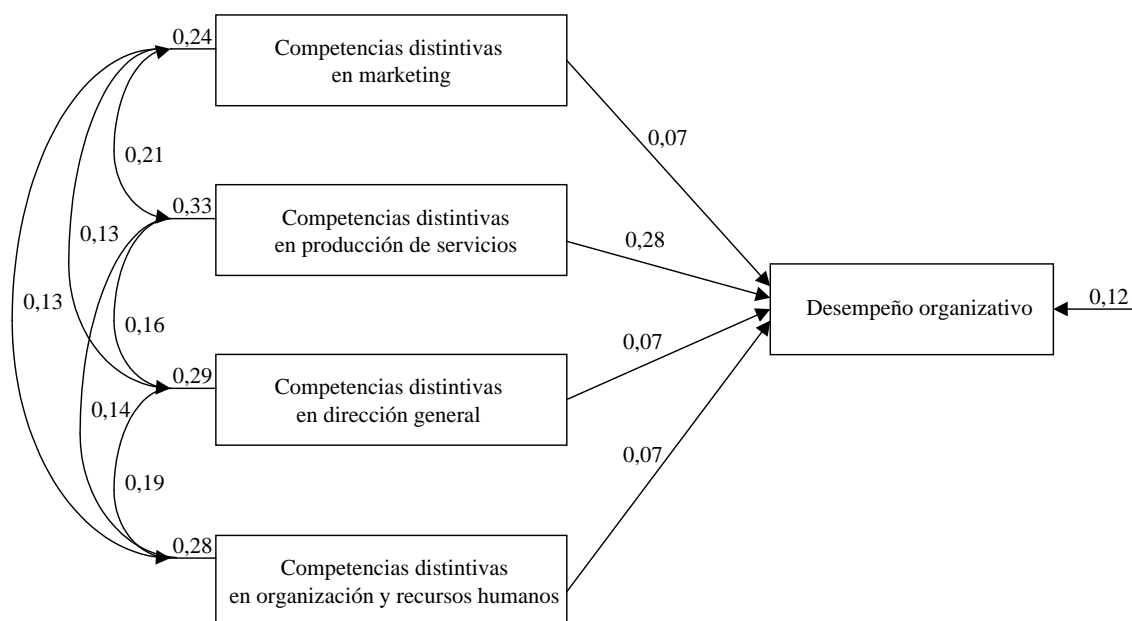 0,24
Competencias distintivas
en marketing
0,07
0,21
0,33
Competencias distintivas
en producción de servicios
0,13
0,28
0,13
Desempeño organizativo
0,12
0,16
0,07
0,29
Competencias distintivas
en dirección general
0,14
0,07
0,19
0,28
Competencias distintivas
en organización y recursos humanos